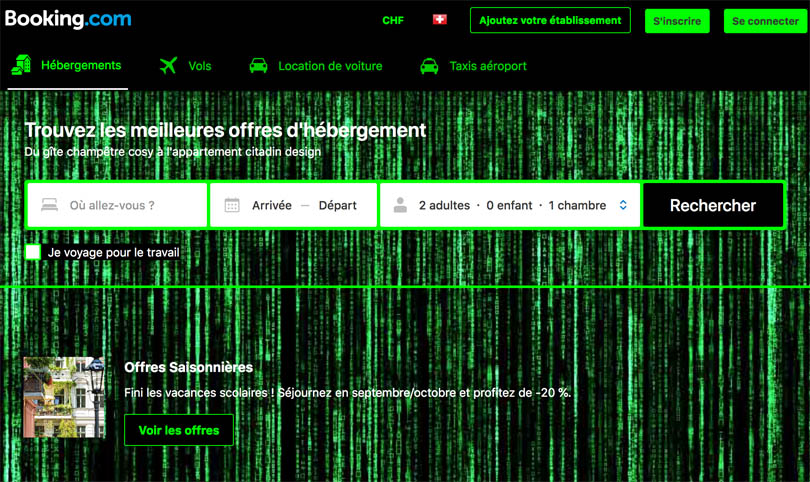 Booking.com
CHF
Ajoutez votre établissement
S'inscrire
Se connecter
Hébergements
Vols
Location de voiture
Taxis aéroport
Trouvez les meilleures offres d'hébergement
Du gîte champêtre cosy à l'appartement citadin design
Où allez-vous ?
Arrivée — Départ
2 adultes · 0 enfant · 1 chambre
Rechercher
Je voyage pour le travail
Offres Saisonnières
Fini les vacances scolaires ! Séjournez en septembre/octobre et profitez de -20 %.
Voir les offres